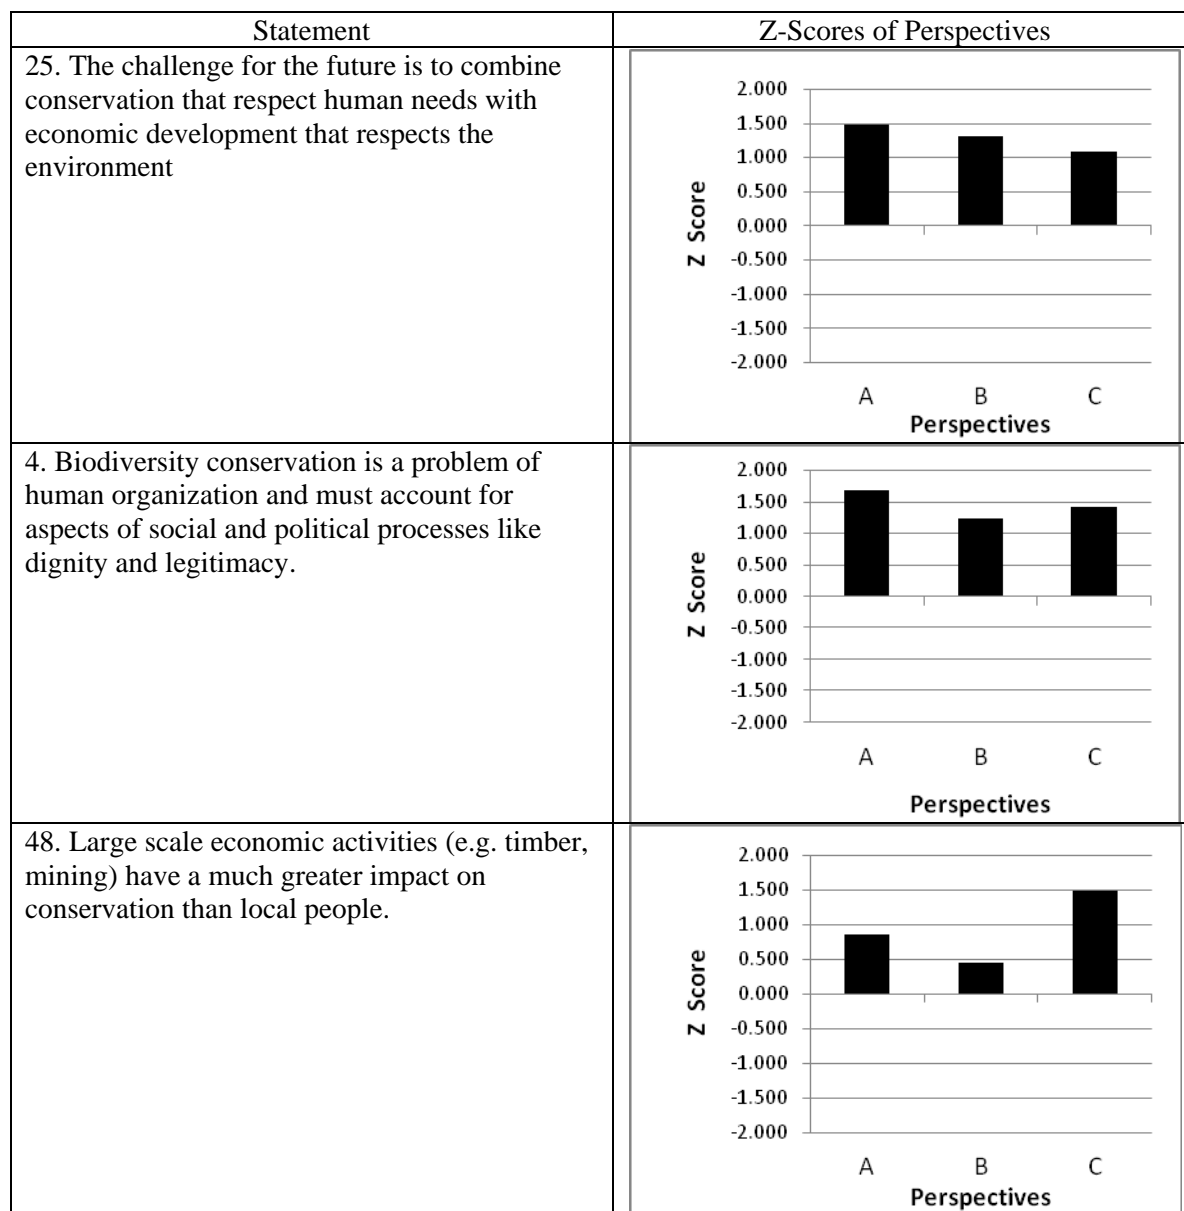 Statement
Z-Scores of Perspectives
25. The challenge for the future is to combine
conservation that respect human needs with
economic development that respects the
environment
2.000
1.500
1.000
0.500
0.000
-0.500
-1.000
-1.500
-2.000
Z Score
A B C
Perspectives
4. Biodiversity conservation is a problem of
human organization and must account for
aspects of social and political processes like
dignity and legitimacy.
2.000
1.500
1.000
0.500
0.000
-0.500
-1.000
-1.500
-2.000
Z Score
A B C
Perspectives
48. Large scale economic activities (e.g. timber,
mining) have a much greater impact on
conservation than local people.
2.000
1.500
1.000
0.500
0.000
-0.500
-1.000
-1.500
-2.000
Z Score
A B C
Perspectives